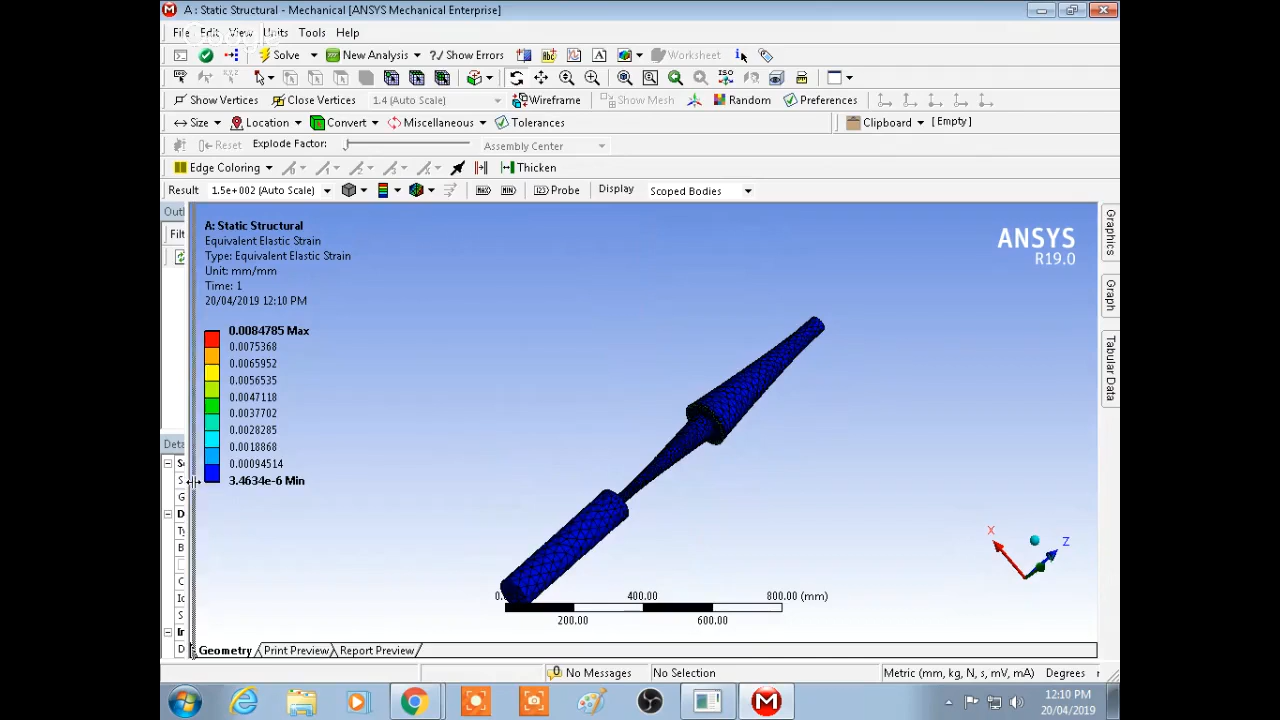 A : Static Structural - Mechanical [ANSYS Mechanical Enterprise]
File Edit View Units Tools Help
Solve New Analysis ?/ Show Errors Worksheet
ISO
Show Vertices Close Vertices 1.4 (Auto Scale) Wireframe Show Mesh Random Preferences
Size Location Convert Miscellaneous Tolerances Clipboard [Empty]
Reset Explode Factor: Assembly Center
Edge Coloring Thicken
Result 1.5e+002 (Auto Scale) MAX MIN Probe Display Scoped Bodies
Outl
Filt
A: Static Structural
Equivalent Elastic Strain
Type: Equivalent Elastic Strain
Unit: mm/mm
Time: 1
20/04/2019 12:10 PM
0.0084785 Max
0.0075368
0.0065952
0.0056535
0.0047118
0.0037702
0.0028285
0.0018868
0.00094514
3.4634e-6 Min
ANSYS
R19.0
Graphics
Graph
Tabular Data
Deta
X
Z
400.00 800.00 (mm)
200.00 600.00
Geometry Print Preview Report Preview
0 No Messages No Selection Metric (mm, kg, N, s, mV, mA) Degrees
12:10 PM
20/04/2019